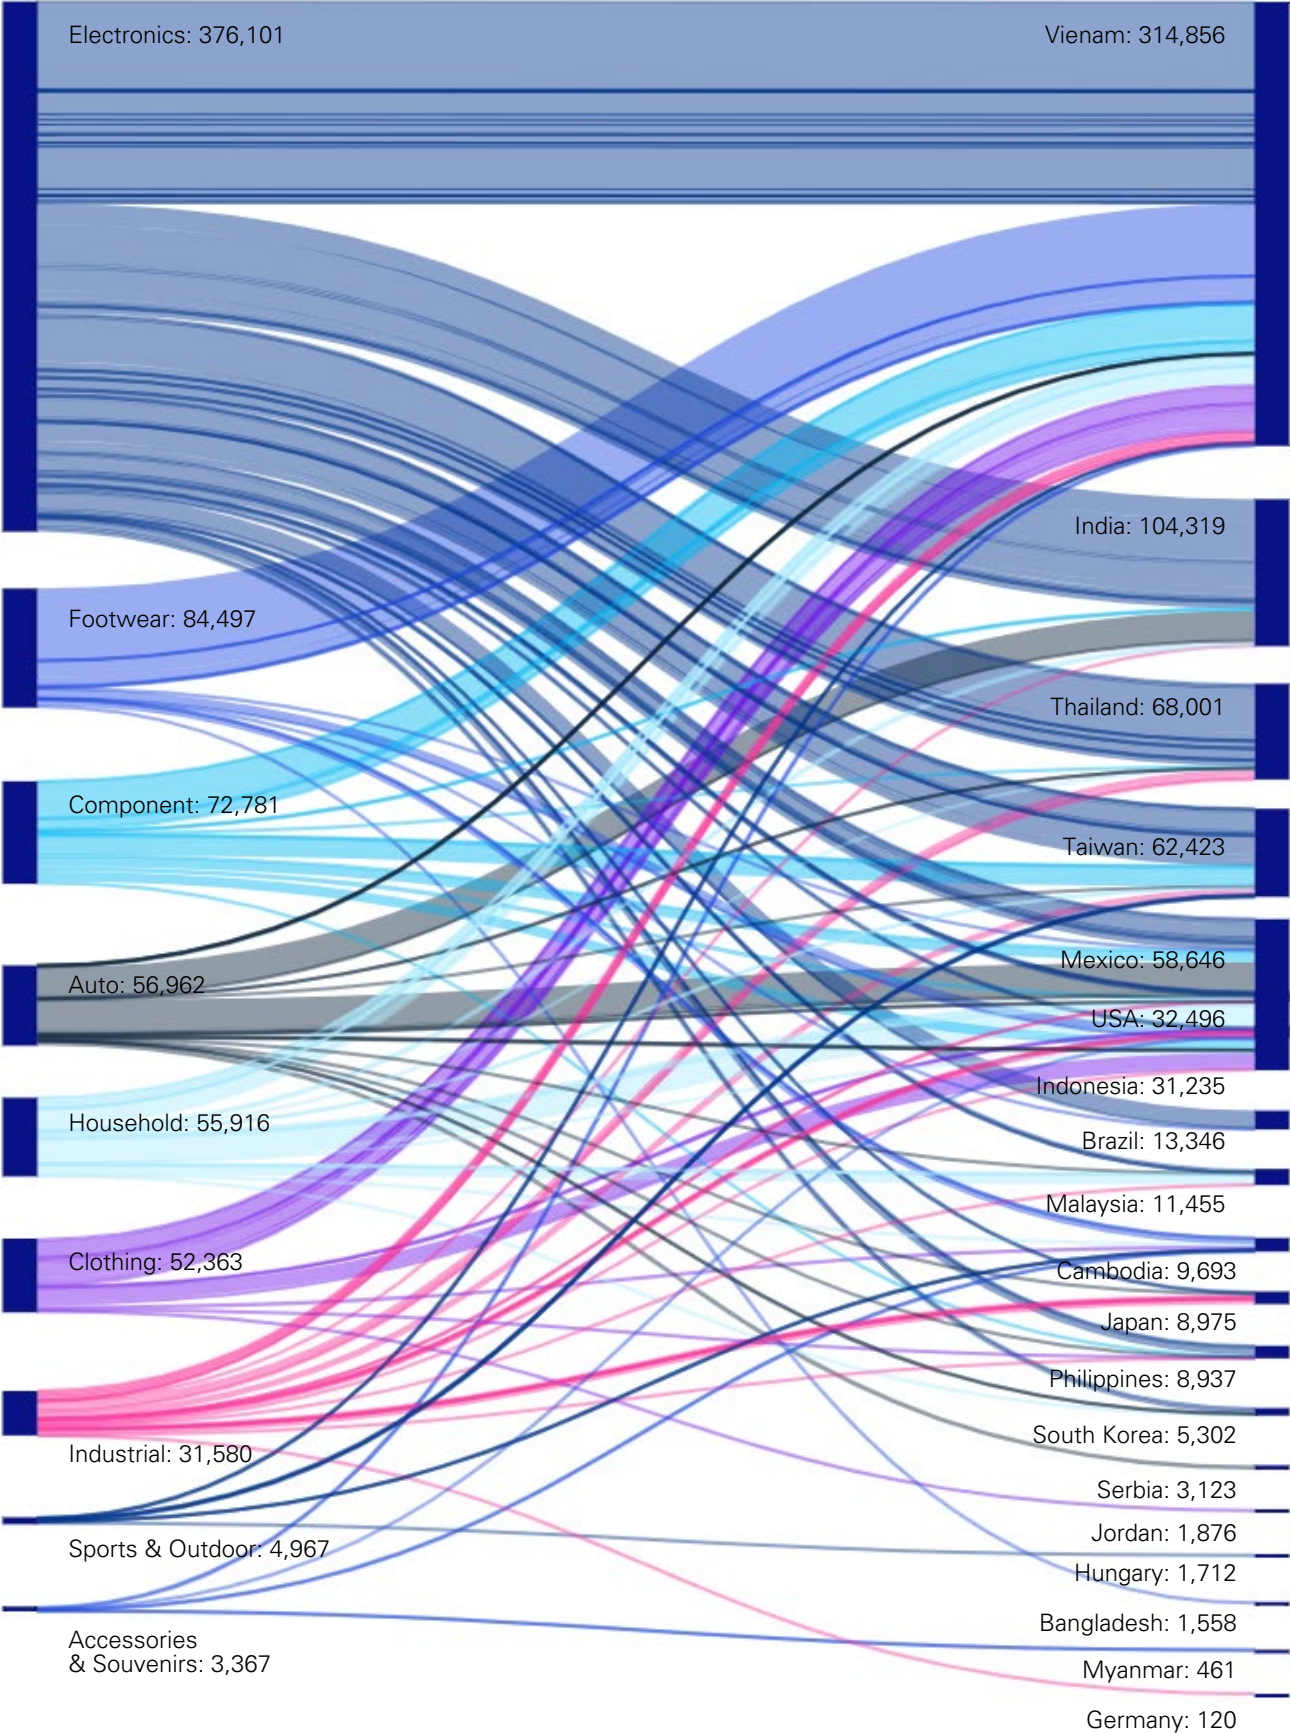 Electronics: 376,101
Footwear: 84,497
Component: 72,781
Auto: 56,962
Household: 55,916
Clothing: 52,363
Industrial: 31,580
Sports & Outdoor: 4,967
Accessories
& Souvenirs: 3,367
Vienam: 314,856
India: 104,319
Thailand: 68,001
Taiwan: 62,423
Mexico: 58,646
USA: 32,496
Indonesia: 31,235
Brazil: 13,346
Malaysia: 11,455
Cambodia: 9,693
Japan: 8,975
Philippines: 8,937
South Korea: 5,302
Serbia: 3,123
Jordan: 1,876
Hungary: 1,712
Bangladesh: 1,558
Myanmar: 461
Germany: 120